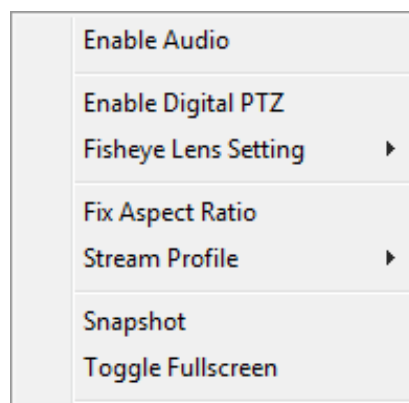 Enable Audio
Enable Digital PTZ
Fisheye Lens Setting
Fix Aspect Ratio
Stream Profile
Snapshot
Toggle Fullscreen